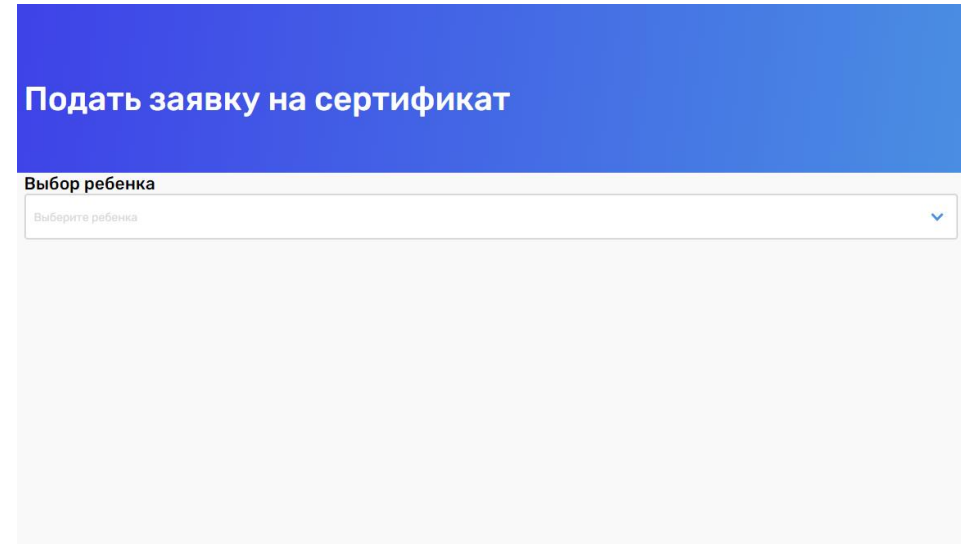 Подать заявку на сертификат
Выбор ребенка
Выберите ребенка